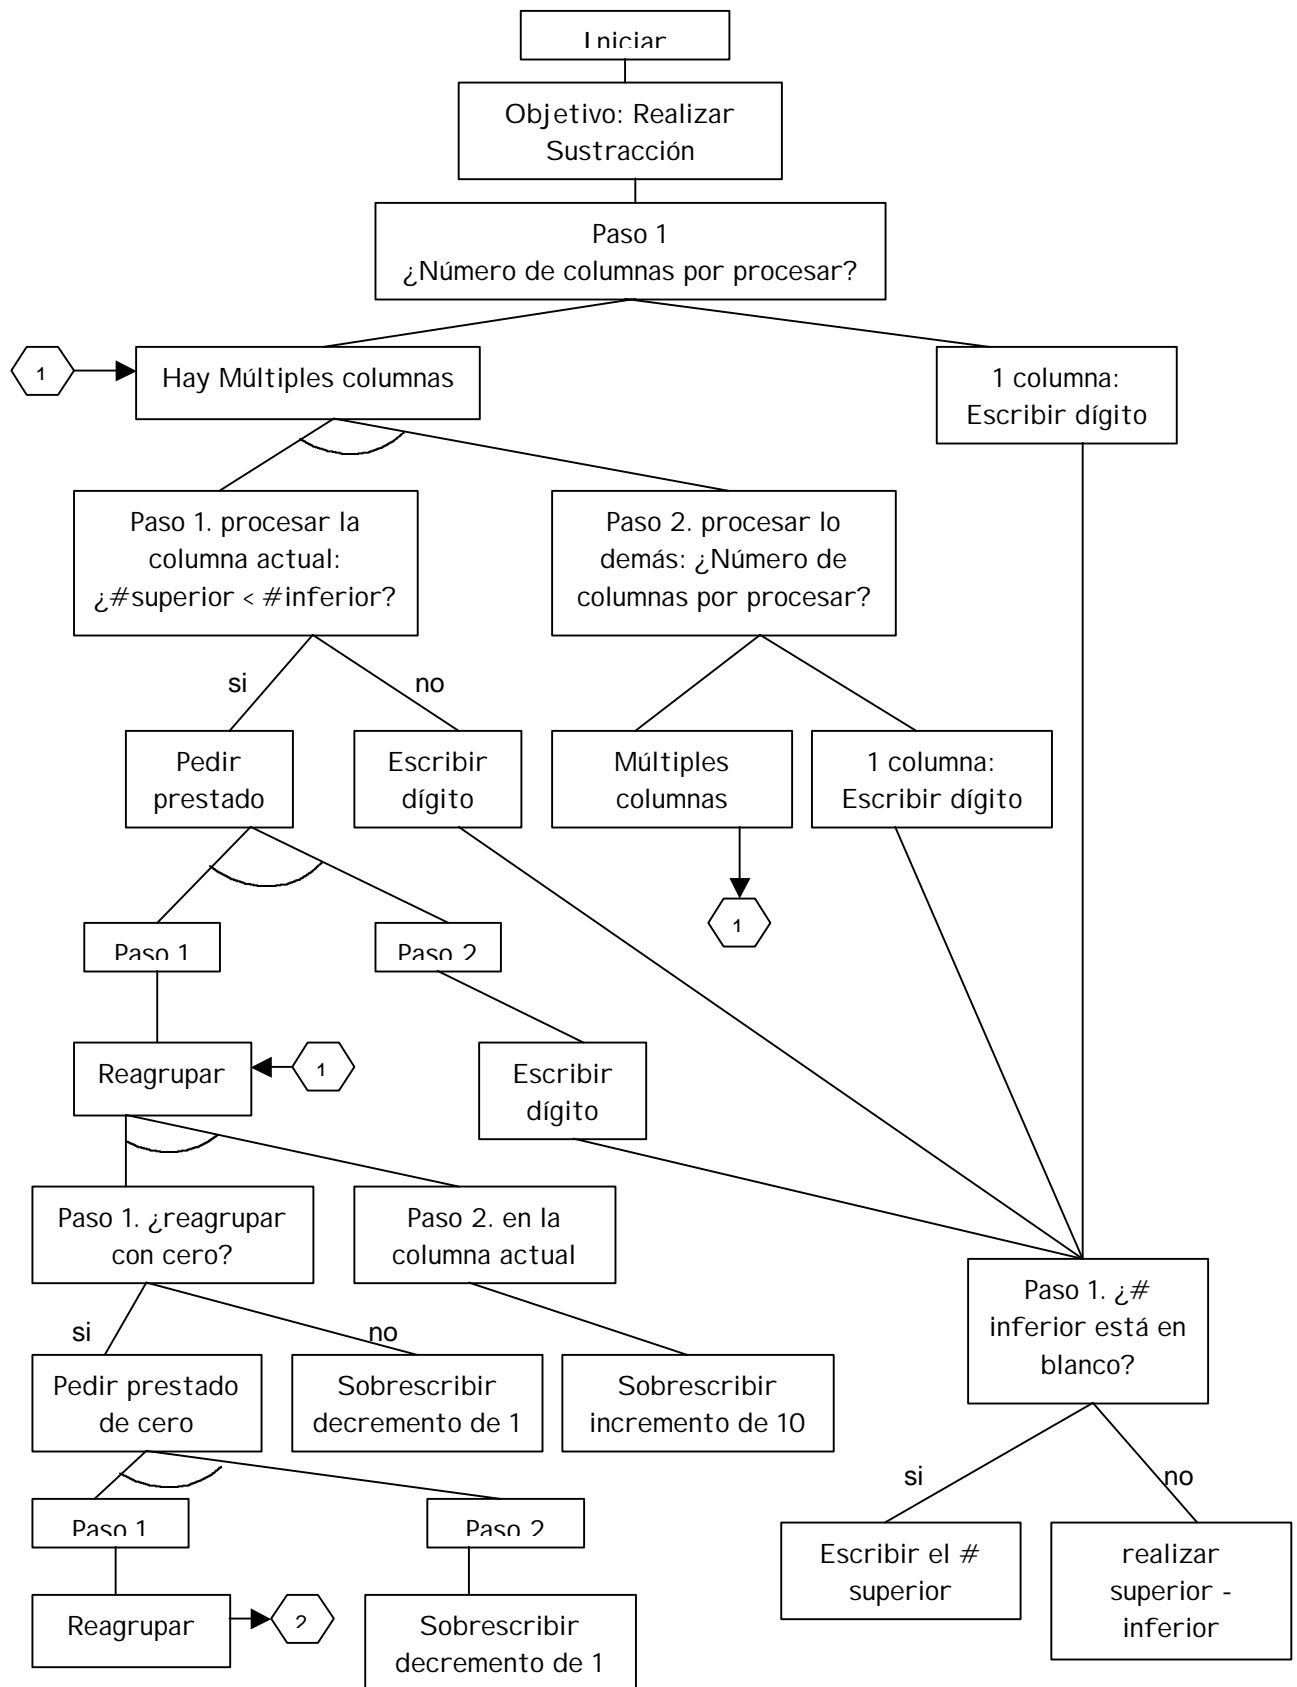 Iniciar
Objetivo: Realizar
Sustracción
Paso 1
¿Número de columnas por procesar?
1
Hay Múltiples columnas
1 columna:
Escribir dígito
Paso 1. procesar la
columna actual:
¿#superior < #inferior?
Paso 2. procesar lo
demás: ¿Número de
columnas por procesar?
si
no
Pedir
prestado
Escribir
dígito
Múltiples
columnas
1 columna:
Escribir dígito
1
Paso 1
Paso 2
Reagrupar
1
Escribir
dígito
Paso 1. ¿reagrupar
con cero?
Paso 2. en la
columna actual
Paso 1. ¿#
inferior está en
blanco?
si
no
Pedir prestado
de cero
Sobrescribir
decremento de 1
Sobrescribir
incremento de 10
si
no
Paso 1
Paso 2
Escribir el #
superior
realizar
superior -
inferior
Reagrupar
2
Sobrescribir
decremento de 1